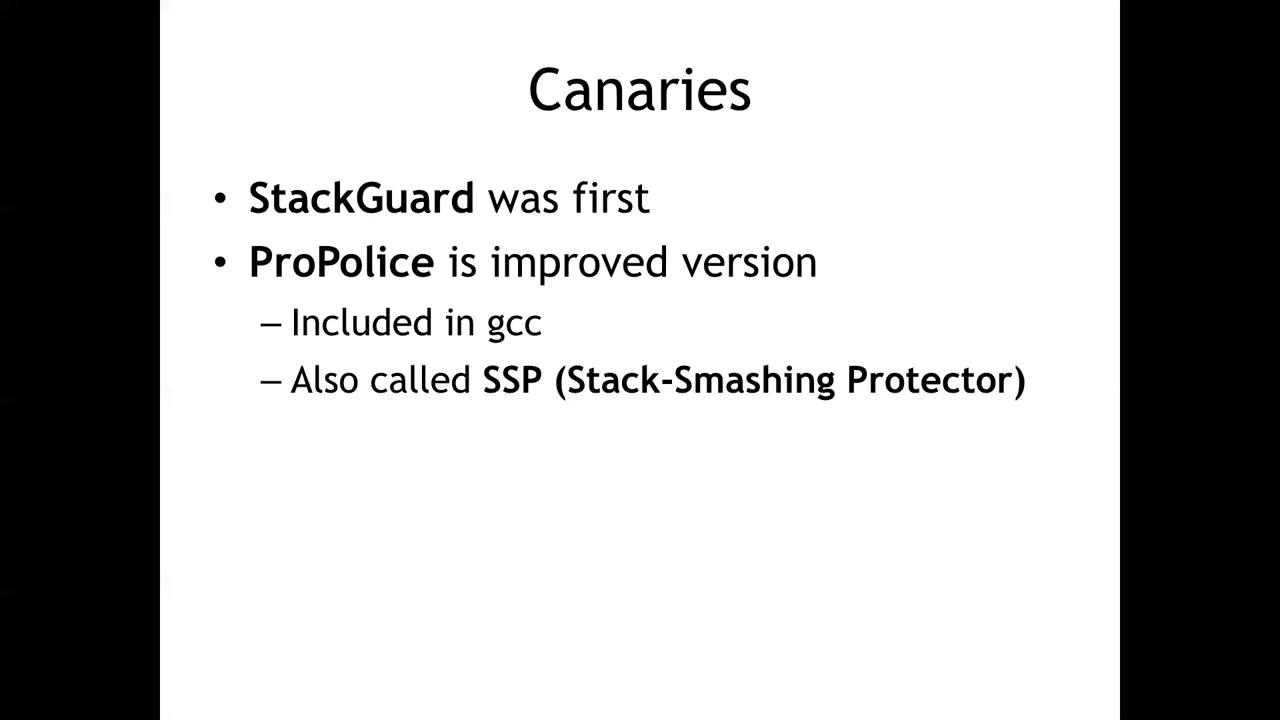 Canaries
• StackGuard was first
• ProPolice is improved version
– Included in gcc
– Also called SSP (Stack-Smashing Protector)